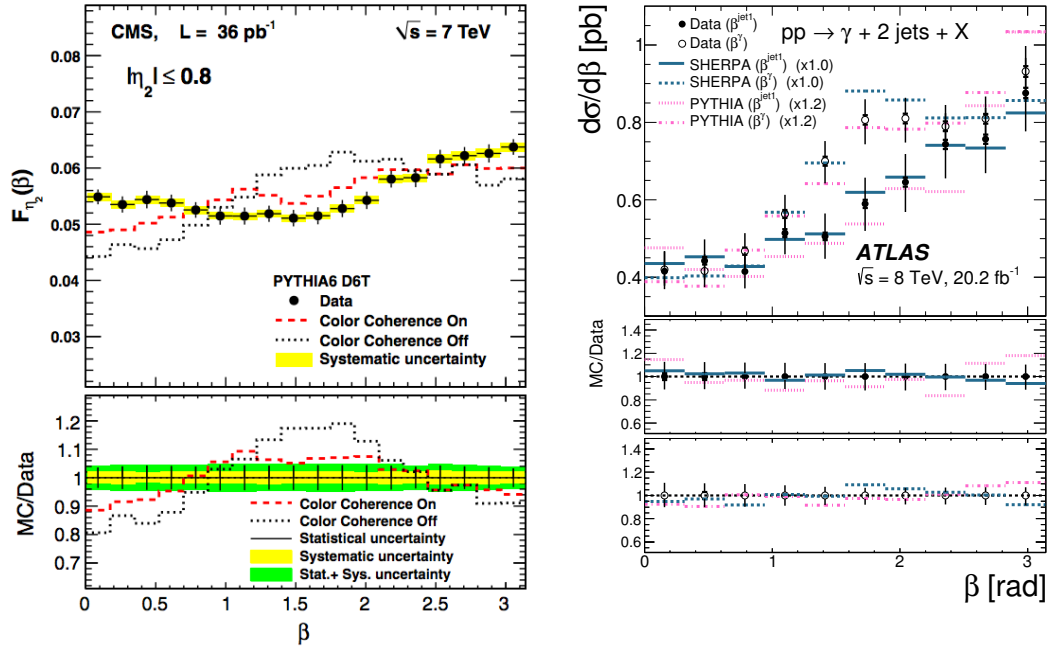 CMS, L = 36 pb⁻¹ √s = 7 TeV
|η₂| ≤ 0.8
F_η₂(β)
0.08
0.07
0.06
0.05
0.04
0.03
PYTHIA6 D6T
Data
Color Coherence On
Color Coherence Off
Systematic uncertainty
MC/Data
1.2
1.1
1
0.9
0.8
0.7
Color Coherence On
Color Coherence Off
Statistical uncertainty
Systematic uncertainty
Stat.+ Sys. uncertainty
0 0.5 1 1.5 2 2.5 3
β
dσ/dβ [pb]
Data (β^jet1)
Data (β^γ)
pp → γ + 2 jets + X
SHERPA (β^jet1) (x1.0)
SHERPA (β^γ) (x1.0)
PYTHIA (β^jet1) (x1.2)
PYTHIA (β^γ) (x1.2)
1
0.8
0.6
0.4
ATLAS
√s = 8 TeV, 20.2 fb⁻¹
MC/Data
1.4
1.2
1.0
0.8
0.6
MC/Data
1.4
1.2
1.0
0.8
0.6
0 1 2 3
β [rad]